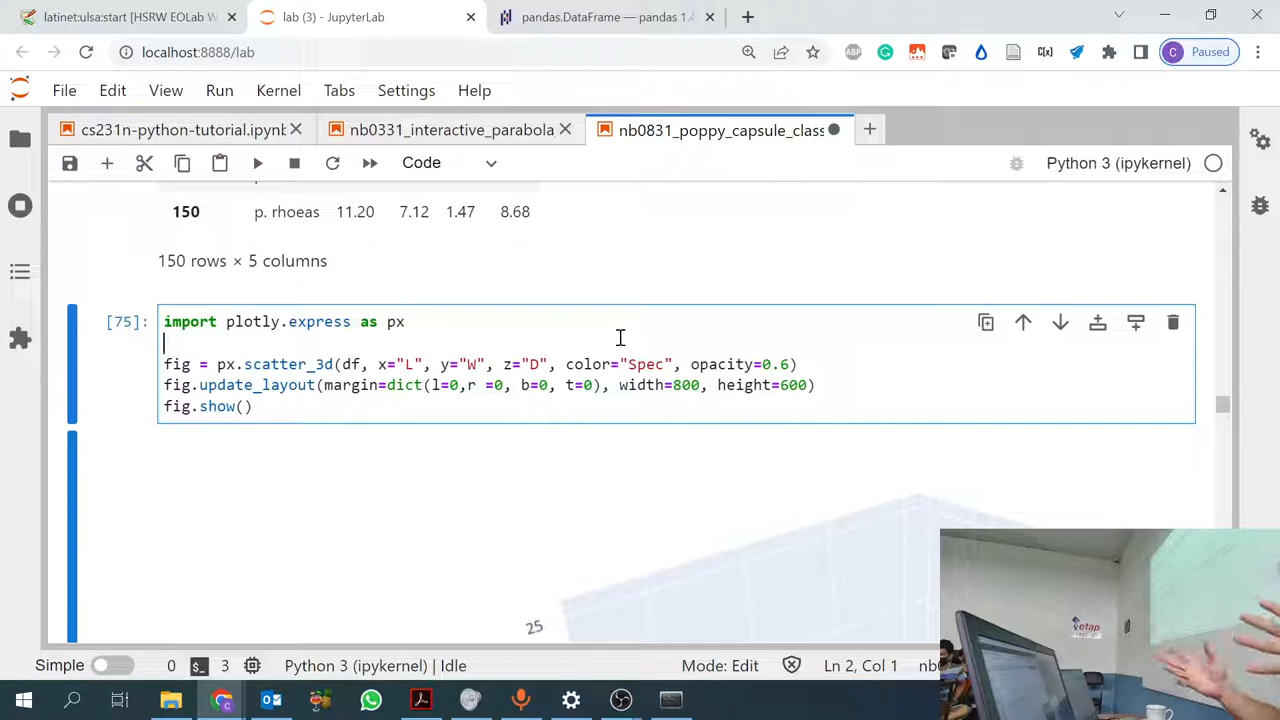 latinet:ulsa:start [HSRW EOLab W
lab (3) - JupyterLab
pandas.DataFrame — pandas 1.4
localhost:8888/lab
ABP
C(x)
C
Paused
File Edit View Run Kernel Tabs Settings Help
cs231n-python-tutorial.ipynb
nb0331_interactive_parabola
nb0831_poppy_capsule_class
Code
Python 3 (ipykernel)
150 p. rhoeas 11.20 7.12 1.47 8.68
150 rows × 5 columns
[75]:
import plotly.express as px
fig = px.scatter_3d(df, x="L", y="W", z="D", color="Spec", opacity=0.6)
fig.update_layout(margin=dict(l=0,r =0, b=0, t=0), width=800, height=600)
fig.show()
25
etap
Simple 0 3 Python 3 (ipykernel) | Idle Mode: Edit Ln 2, Col 1